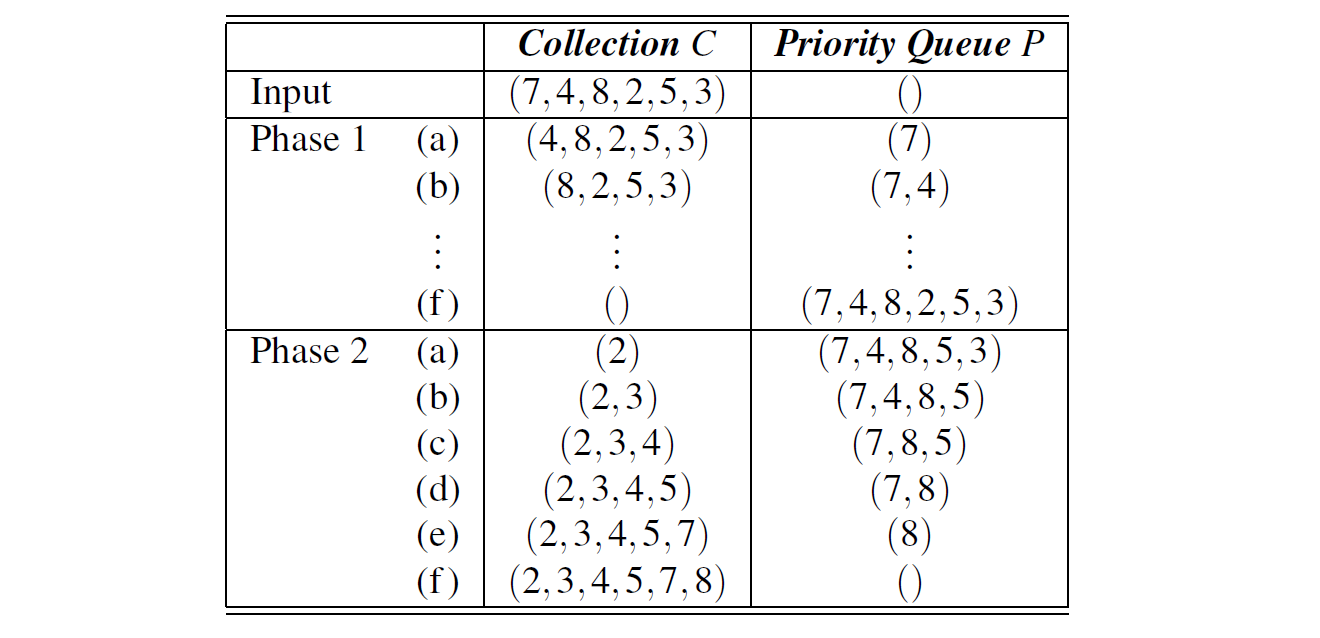 Collection C Priority Queue P
Input (7,4,8,2,5,3) ()
Phase 1 (a) (4,8,2,5,3) (7)
(b) (8,2,5,3) (7,4)
⋮ ⋮ ⋮
(f) () (7,4,8,2,5,3)
Phase 2 (a) (2) (7,4,8,5,3)
(b) (2,3) (7,4,8,5)
(c) (2,3,4) (7,8,5)
(d) (2,3,4,5) (7,8)
(e) (2,3,4,5,7) (8)
(f) (2,3,4,5,7,8) ()